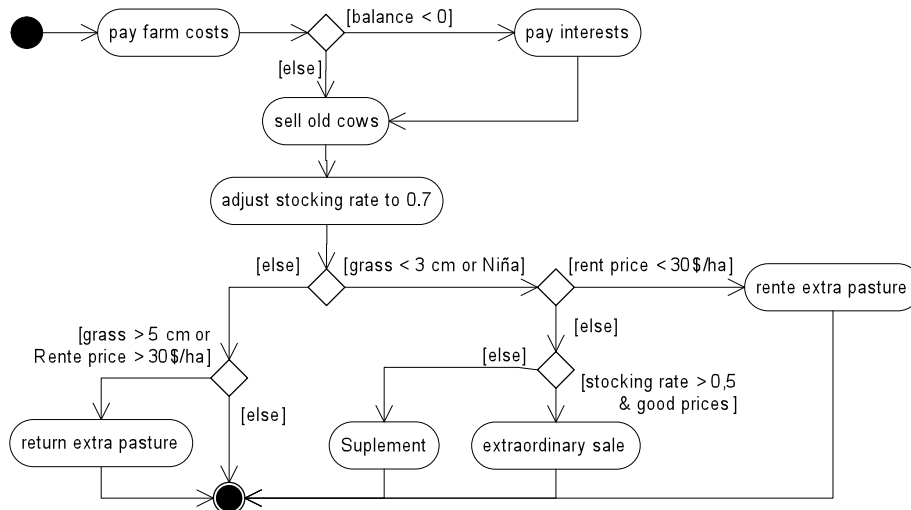 pay farm costs
[balance < 0]
pay interests
[else]
sell old cows
adjust stocking rate to 0.7
[else]
[grass < 3 cm or Niña]
[rent price < 30$/ha]
rente extra pasture
[grass > 5 cm or
Rente price > 30$/ha]
[else]
[else]
[stocking rate > 0,5
& good prices]
[else]
return extra pasture
Suplement
extraordinary sale